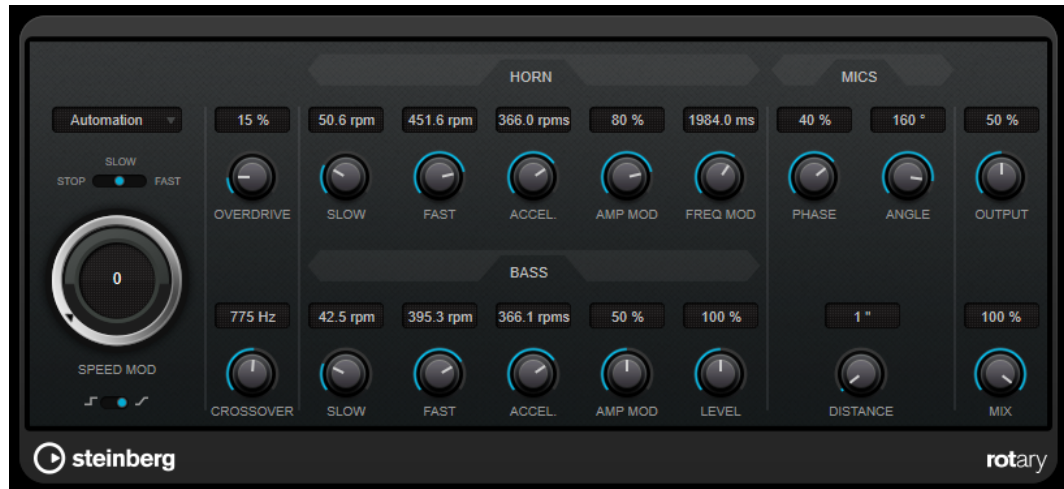 HORN
MICS
Automation
15 %
50.6 rpm
451.6 rpm
366.0 rpms
80 %
1984.0 ms
40 %
160 °
50 %
SLOW
STOP
FAST
OVERDRIVE
SLOW
FAST
ACCEL.
AMP MOD
FREQ MOD
PHASE
ANGLE
OUTPUT
BASS
0
775 Hz
42.5 rpm
395.3 rpm
366.1 rpms
50 %
100 %
1 "
100 %
SPEED MOD
CROSSOVER
SLOW
FAST
ACCEL.
AMP MOD
LEVEL
DISTANCE
MIX
steinberg
rotary